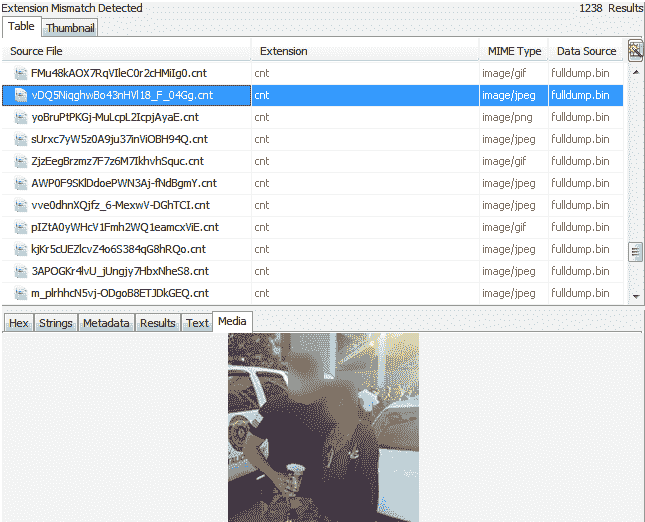 Extension Mismatch Detected 1238 Results
Table Thumbnail
Source File Extension MIME Type Data Source
FMu48kAOX7RqVIleC0r2cHMiIg0.cnt cnt image/gif fulldump.bin
vDQ5NiqghwBo43nHVl18_F_04Gg.cnt cnt image/jpeg fulldump.bin
yoBruPtPKGj-MuLcpL2IcpjAyaE.cnt cnt image/png fulldump.bin
sUrxc7yW5z0A9ju37inViOBH94Q.cnt cnt image/jpeg fulldump.bin
ZjzEegBrzmz7F7z6M7IkhvhSquc.cnt cnt image/gif fulldump.bin
AWP0F9SKlDdoePWN3Aj-fNdBgmY.cnt cnt image/jpeg fulldump.bin
vve0dhnXQjfz_6-MexwV-DGhTCI.cnt cnt image/jpeg fulldump.bin
pIZtA0yWHcV1Fmh2WQ1eamcxViE.cnt cnt image/gif fulldump.bin
kjKr5cUEZlcvZ4o6S384qG8hRQo.cnt cnt image/jpeg fulldump.bin
3APOGKr4lvU_jUngjy7HbxNheS8.cnt cnt image/jpeg fulldump.bin
m_plrhhcN5vj-ODgoB8ETJDkGEQ.cnt cnt image/jpeg fulldump.bin
Hex Strings Metadata Results Text Media